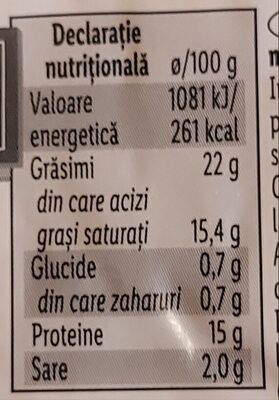 Declarație
nutrițională ø/100 g
Valoare 1081 kJ/
energetică 261 kcal
Grăsimi 22 g
din care acizi
grași saturați 15,4 g
Glucide 0,7 g
din care zaharuri 0,7 g
Proteine 15 g
Sare 2,0 g